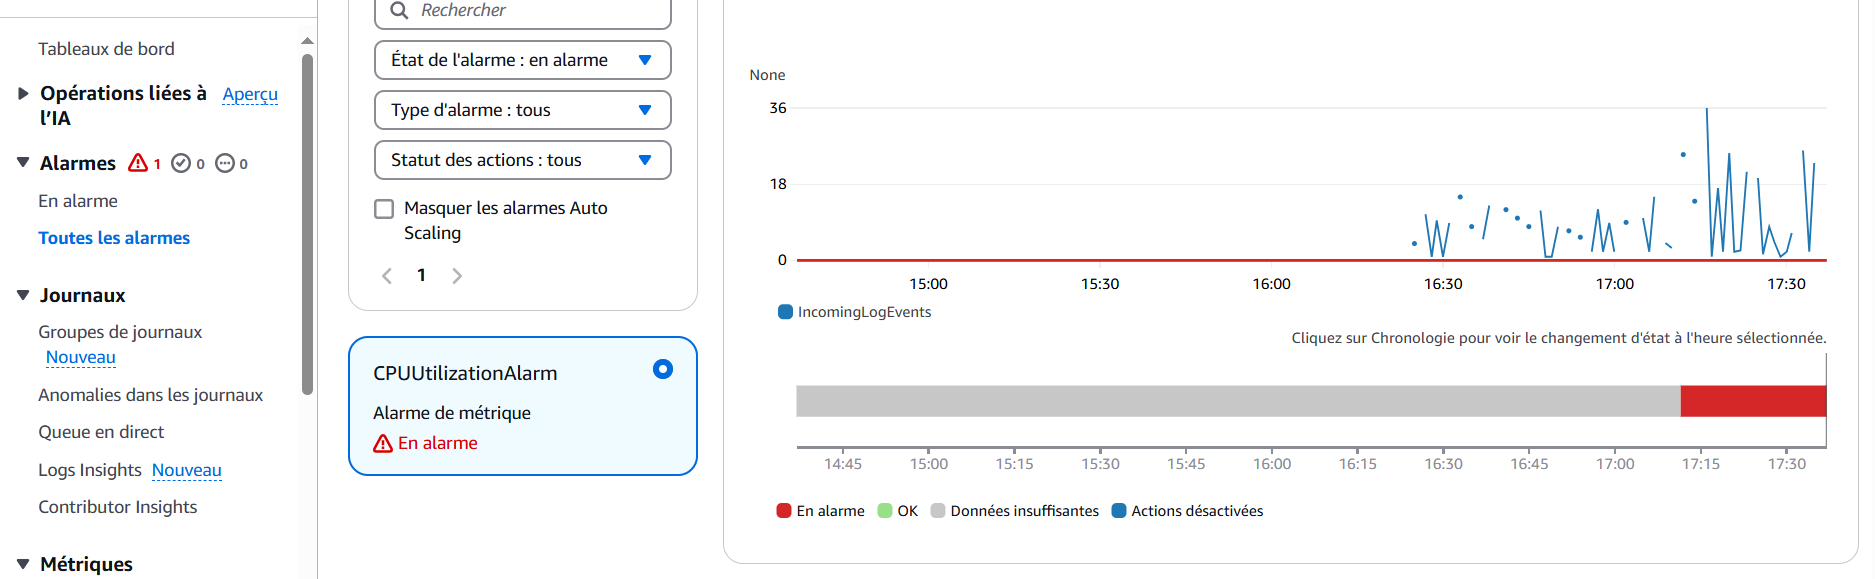 Tableaux de bord
Opérations liées à
l'IA
Aperçu
Alarmes 1 0 0
En alarme
Toutes les alarmes
Journaux
Groupes de journaux
Nouveau
Anomalies dans les journaux
Queue en direct
Logs Insights Nouveau
Contributor Insights
Métriques
Rechercher
État de l'alarme : en alarme
Type d'alarme : tous
Statut des actions : tous
Masquer les alarmes Auto
Scaling
1
CPUUtilizationAlarm
Alarme de métrique
En alarme
None
36
18
0
15:00 15:30 16:00 16:30 17:00 17:30
IncomingLogEvents
Cliquez sur Chronologie pour voir le changement d'état à l'heure sélectionnée.
14:45 15:00 15:15 15:30 15:45 16:00 16:15 16:30 16:45 17:00 17:15 17:30
En alarme OK Données insuffisantes Actions désactivées